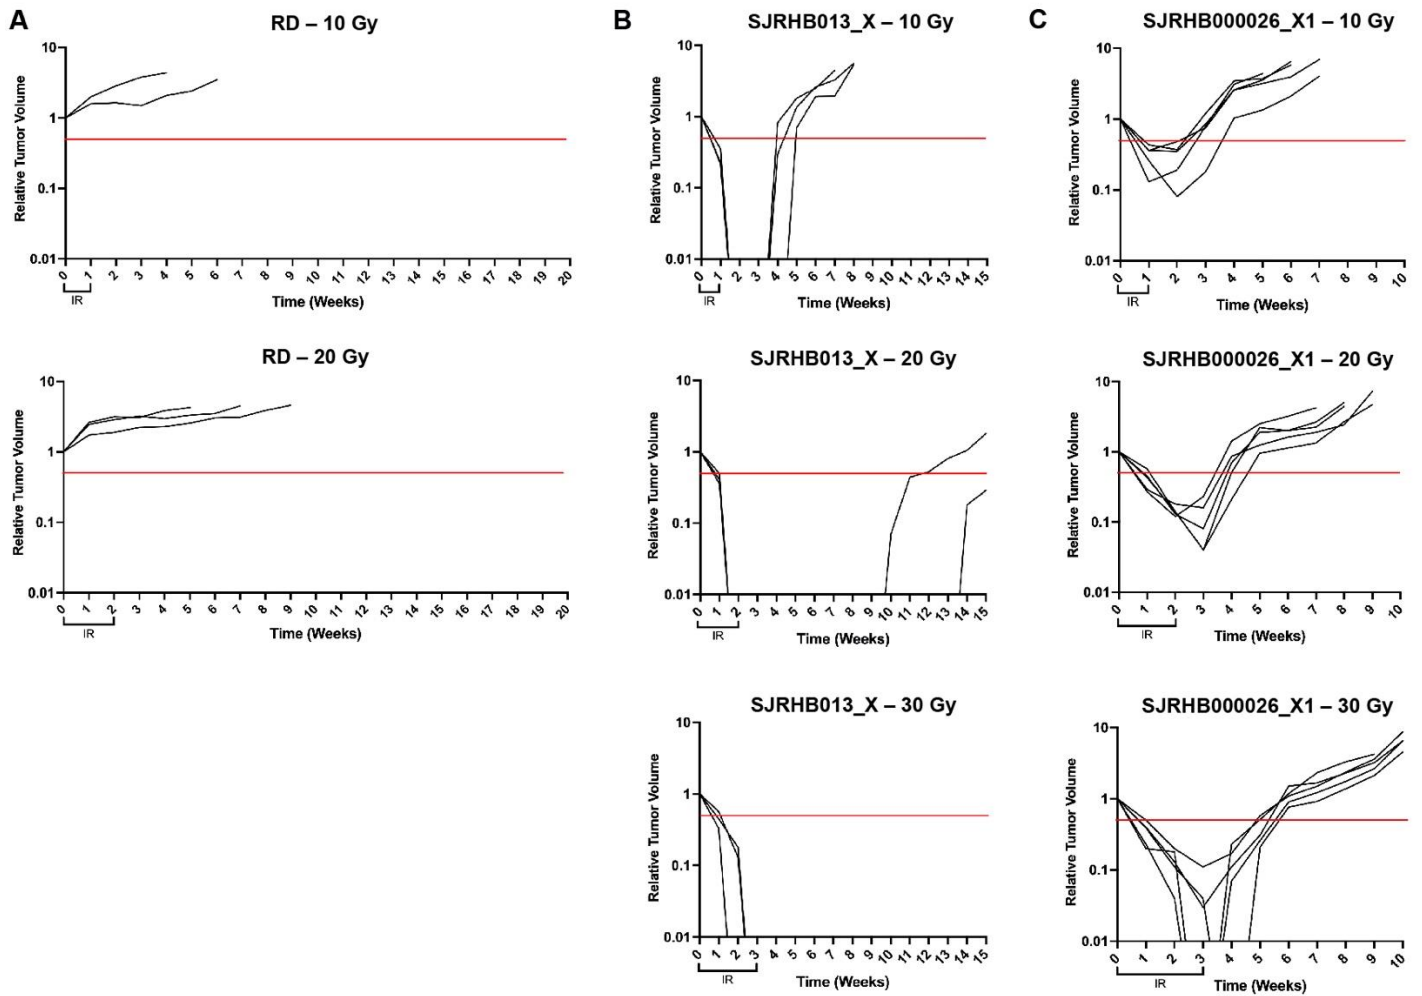 A
RD – 10 Gy
Relative Tumor Volume
10
1
0.1
0.01
0 1 2 3 4 5 6 7 8 9 10 11 12 13 14 15 16 17 18 19 20
IR
Time (Weeks)
RD – 20 Gy
Relative Tumor Volume
10
1
0.1
0.01
0 1 2 3 4 5 6 7 8 9 10 11 12 13 14 15 16 17 18 19 20
IR
Time (Weeks)
B
SJRHB013_X – 10 Gy
Relative Tumor Volume
10
1
0.1
0.01
0 1 2 3 4 5 6 7 8 9 10 11 12 13 14 15
IR
Time (Weeks)
SJRHB013_X – 20 Gy
Relative Tumor Volume
10
1
0.1
0.01
0 1 2 3 4 5 6 7 8 9 10 11 12 13 14 15
IR
Time (Weeks)
SJRHB013_X – 30 Gy
Relative Tumor Volume
10
1
0.1
0.01
0 1 2 3 4 5 6 7 8 9 10 11 12 13 14 15
IR
Time (Weeks)
C
SJRHB000026_X1 – 10 Gy
Relative Tumor Volume
10
1
0.1
0.01
0 1 2 3 4 5 6 7 8 9 10
IR
Time (Weeks)
SJRHB000026_X1 – 20 Gy
Relative Tumor Volume
10
1
0.1
0.01
0 1 2 3 4 5 6 7 8 9 10
IR
Time (Weeks)
SJRHB000026_X1 – 30 Gy
Relative Tumor Volume
10
1
0.1
0.01
0 1 2 3 4 5 6 7 8 9 10
IR
Time (Weeks)